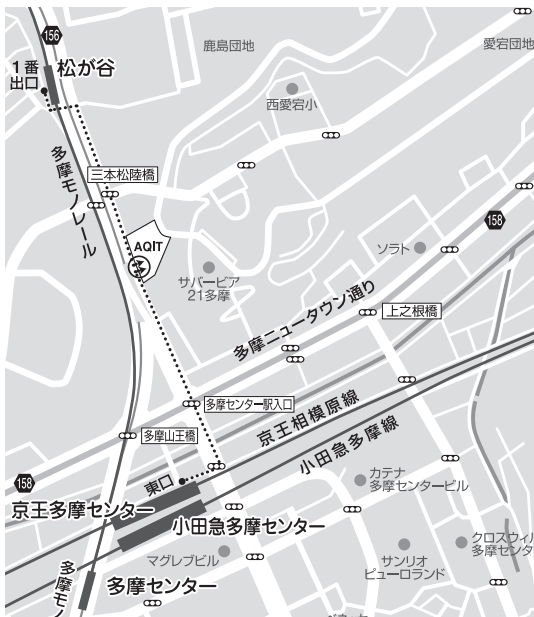 156
鹿島団地
愛宕団地
1番
出口
松が谷
西愛宕小
多摩モノレール
三本松陸橋
158
AQIT
ソラト
サバービア
21多摩
多摩ニュータウン通り
上之根橋
多摩センター駅入口
京王相模原線
多摩山王橋
小田急多摩線
158
東口
カテナ
多摩センタービル
京王多摩センター
小田急多摩センター
マグレブビル
サンリオ
ピューロランド
クロスウィル
多摩センタ
多摩センター
多摩モノ